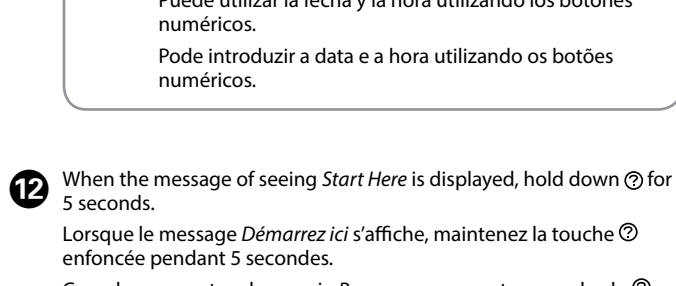 Puede utilizar la fecha y la hora utilizando los botones
numéricos.
Pode introduzir a data e a hora utilizando os botões
numéricos.
12 When the message of seeing Start Here is displayed, hold down ? for
5 seconds.
Lorsque le message Démarrez ici s’affiche, maintenez la touche ?
enfoncée pendant 5 secondes.